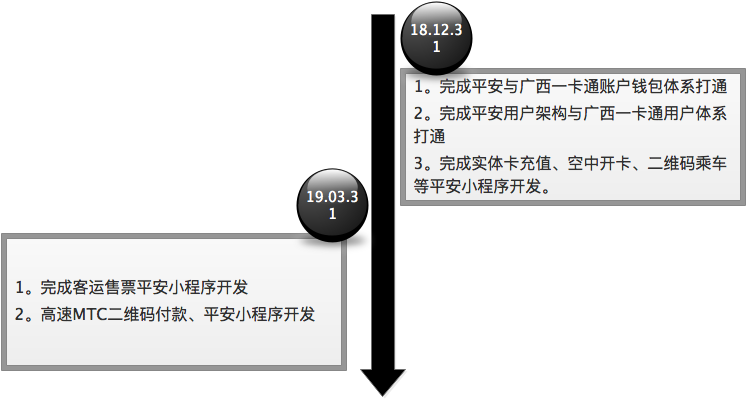 18.12.3
1
1。完成平安与广西一卡通账户钱包体系打通
2。完成平安用户架构与广西一卡通用户体系
打通
3。完成实体卡充值、空中开卡、二维码乘车
等平安小程序开发。
19.03.3
1
1。完成客运售票平安小程序开发
2。高速MTC二维码付款、平安小程序开发